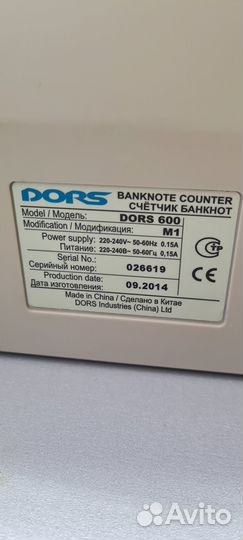 DORS BANKNOTE COUNTER
СЧЁТЧИК БАНКНОТ
Model / Модель: DORS 600
Modification / Модификация: M1
Power supply: 220-240V~ 50-60Hz 0.15A
Питание: 220-240В~ 50-60Гц 0,15А
Serial No.:
Серийный номер: 026619
Production date:
Дата изготовления: 09.2014
Made in China / Сделано в Китае
DORS Industries (China) Ltd
CE
Avito